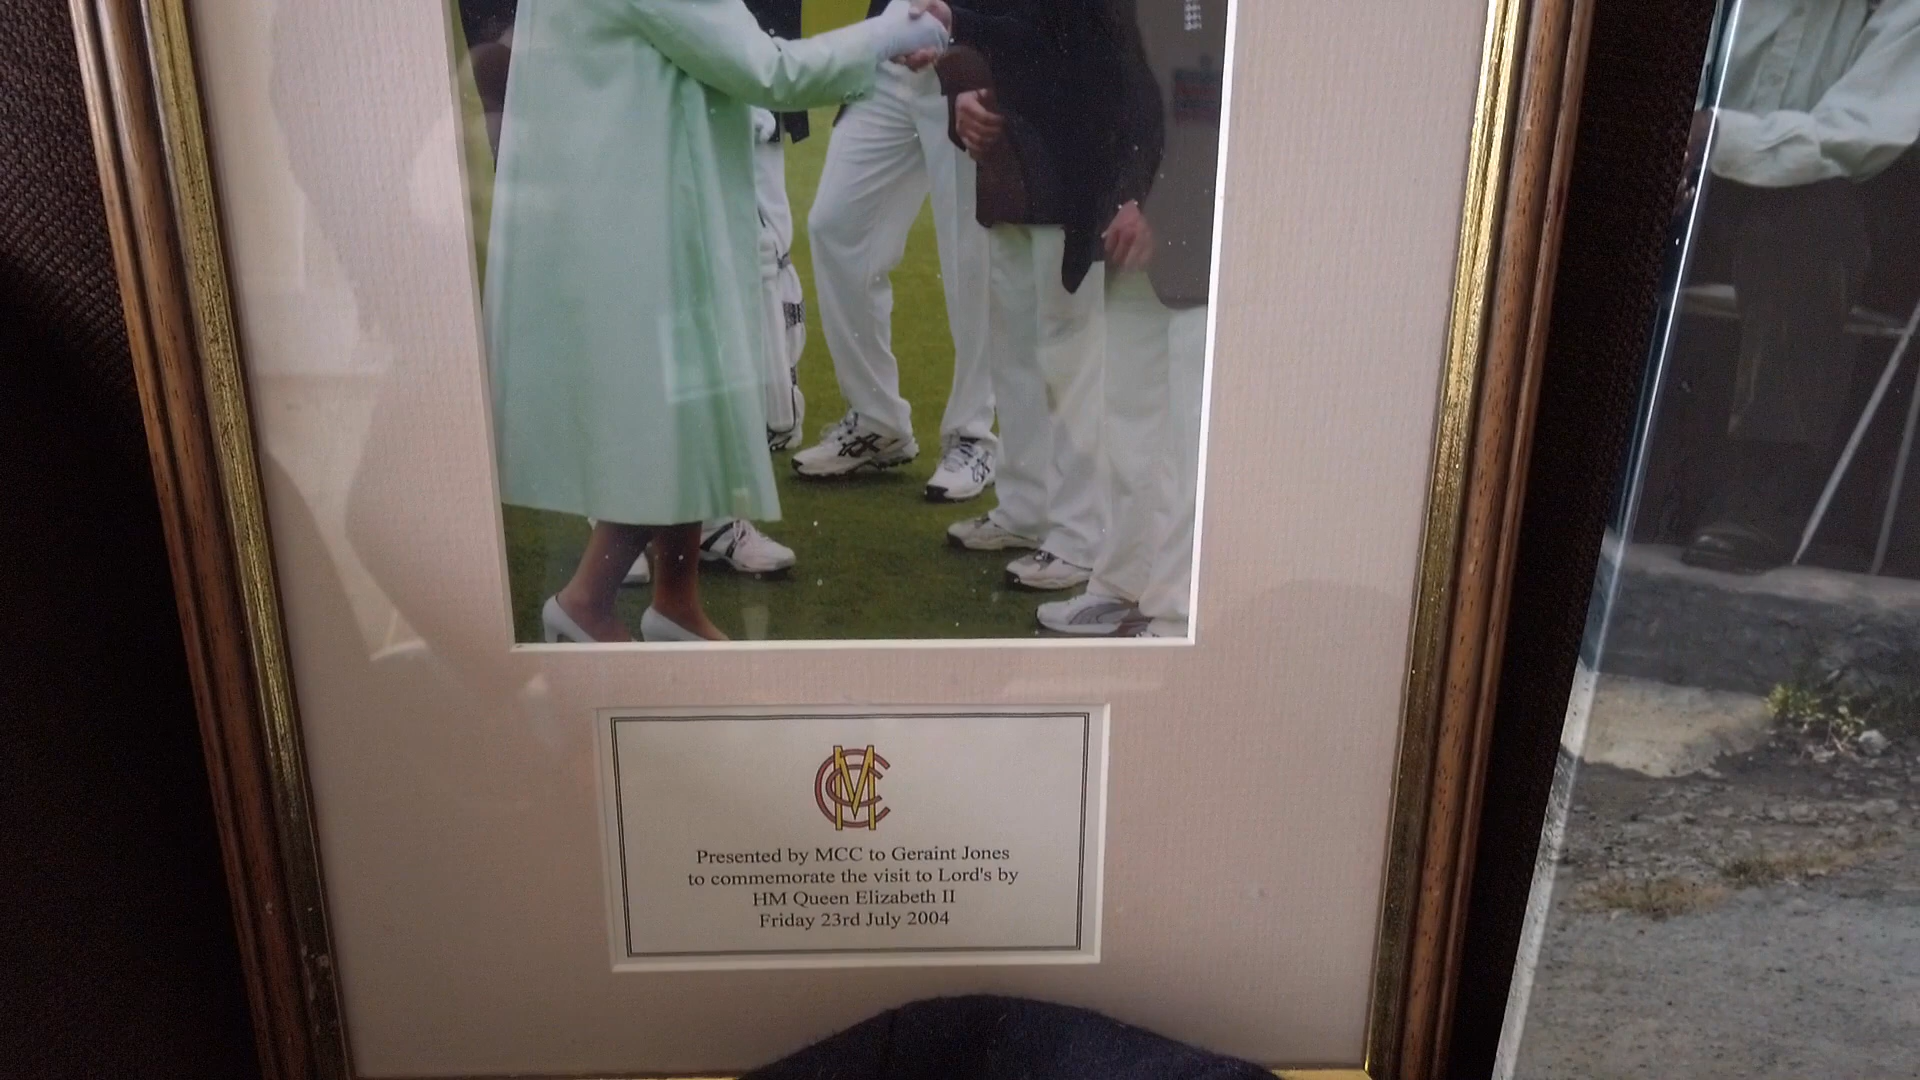 MCC
Presented by MCC to Geraint Jones
to commemorate the visit to Lord's by
HM Queen Elizabeth II
Friday 23rd July 2004